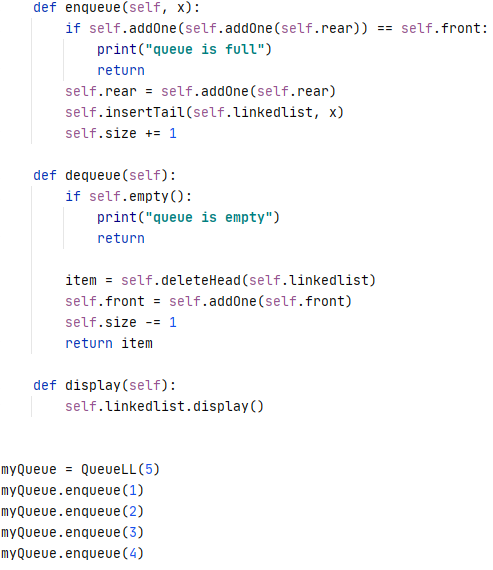 def enqueue(self, x):
        if self.addOne(self.addOne(self.rear)) == self.front:
            print("queue is full")
            return
        self.rear = self.addOne(self.rear)
        self.insertTail(self.linkedlist, x)
        self.size += 1

    def dequeue(self):
        if self.empty():
            print("queue is empty")
            return

        item = self.deleteHead(self.linkedlist)
        self.front = self.addOne(self.front)
        self.size -= 1
        return item

    def display(self):
        self.linkedlist.display()


myQueue = QueueLL(5)
myQueue.enqueue(1)
myQueue.enqueue(2)
myQueue.enqueue(3)
myQueue.enqueue(4)